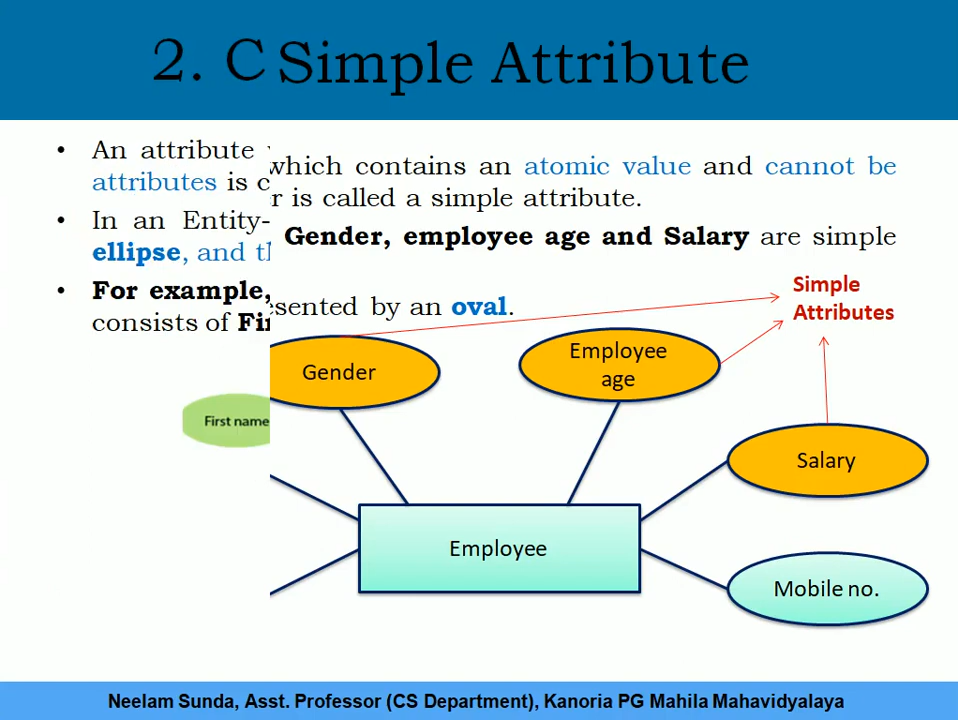 2. C Simple Attribute
• An attribute which contains an atomic value and cannot be
attributes is c r is called a simple attribute.
• In an Entity- Gender, employee age and Salary are simple
ellipse, and th
• For example, esented by an oval.
consists of Fir
Simple
Attributes
Gender
Employee
age
First name
Salary
Employee
Mobile no.
Neelam Sunda, Asst. Professor (CS Department), Kanoria PG Mahila Mahavidyalaya